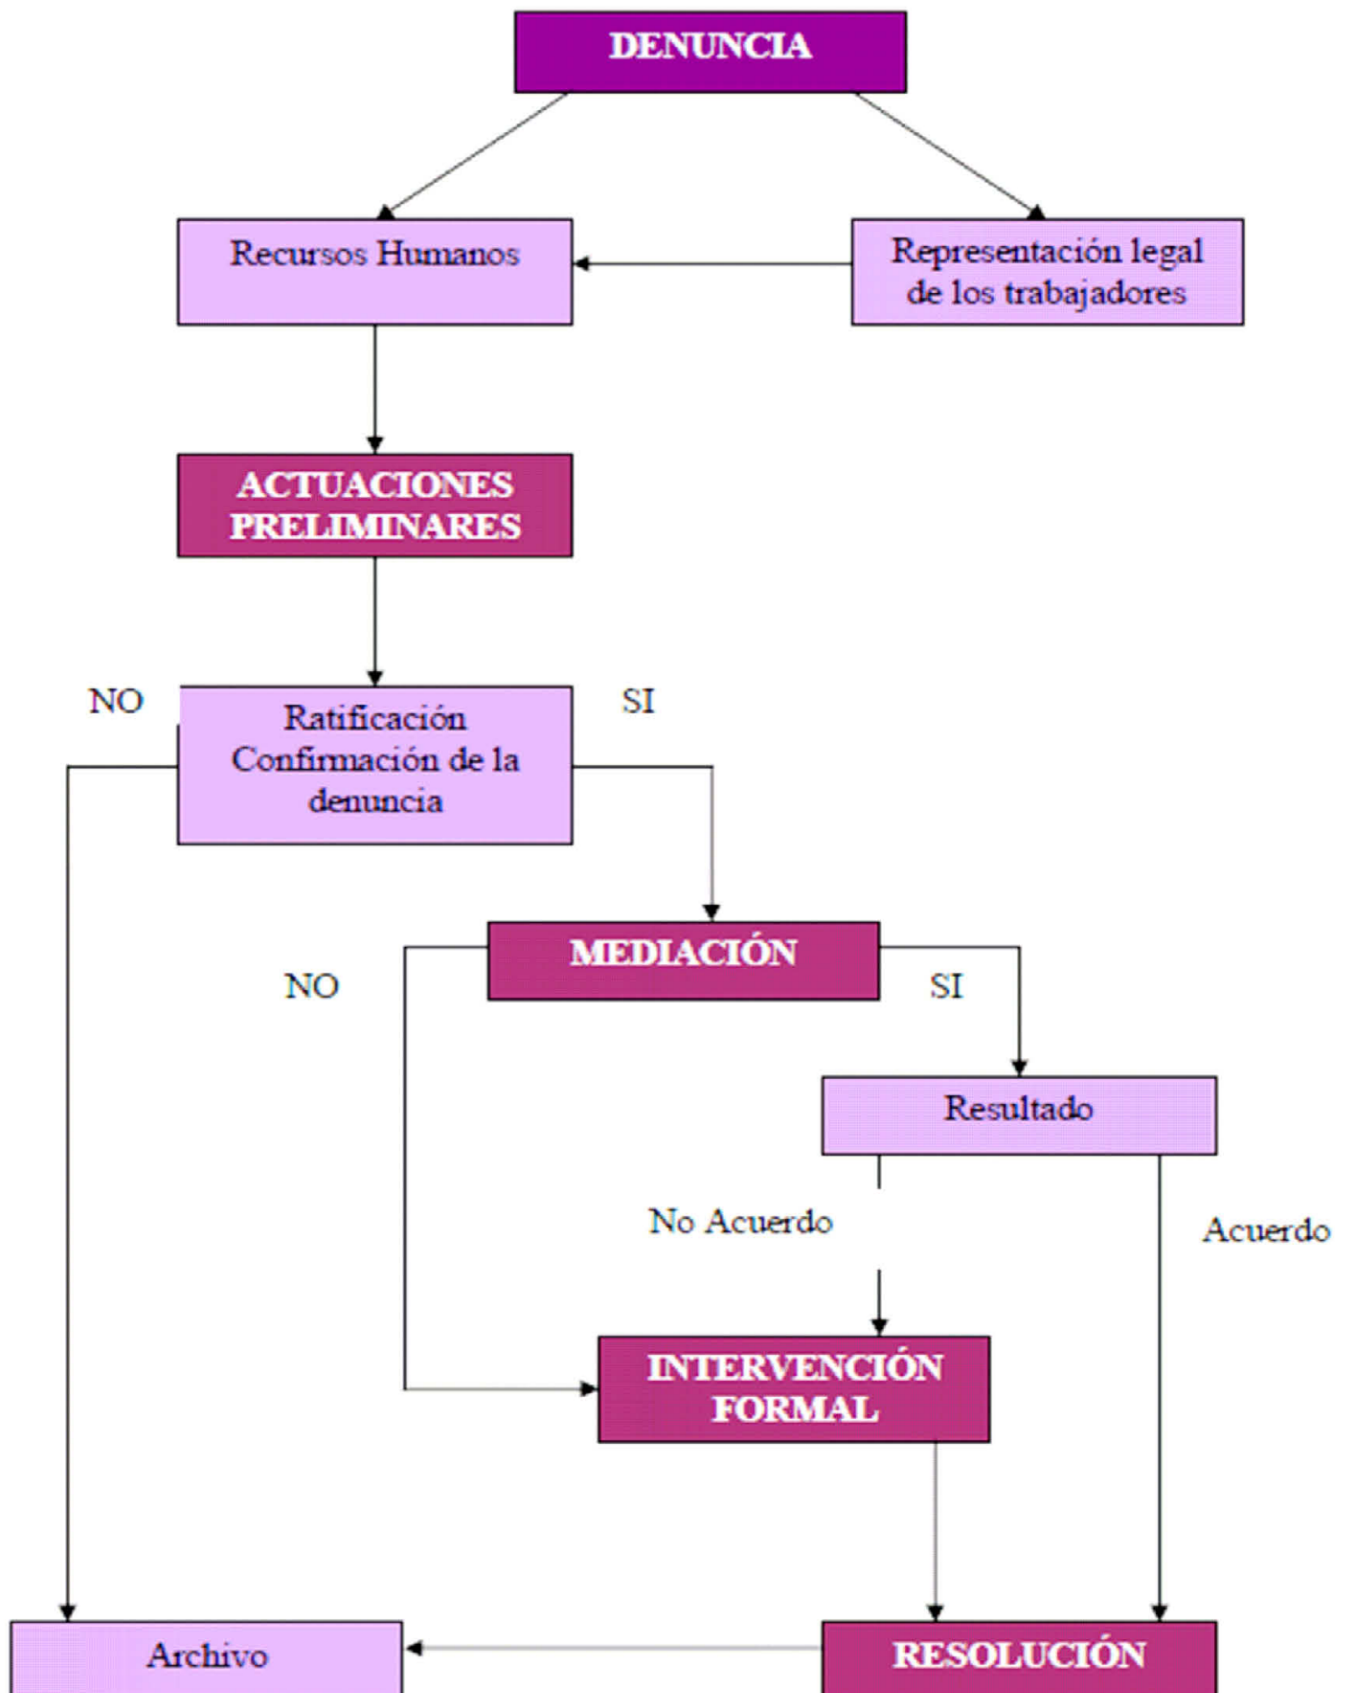 DENUNCIA
Recursos Humanos
Representación legal
de los trabajadores
ACTUACIONES
PRELIMINARES
NO
SI
Ratificación
Confirmación de la
denuncia
MEDIACIÓN
NO
SI
Resultado
No Acuerdo
Acuerdo
INTERVENCIÓN
FORMAL
Archivo
RESOLUCIÓN